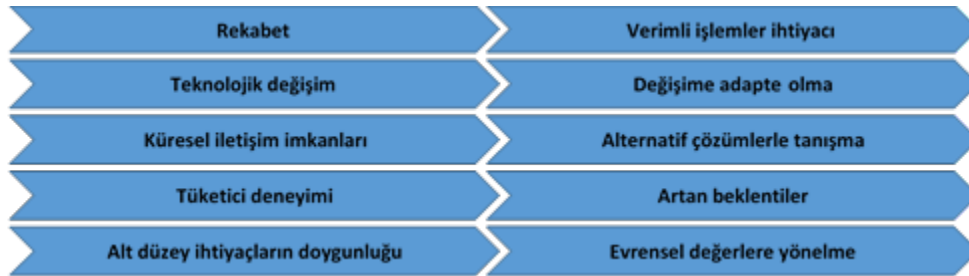 Rekabet
Verimli işlemler ihtiyacı
Teknolojik değişim
Değişime adapte olma
Küresel iletişim imkanları
Alternatif çözümlerle tanışma
Tüketici deneyimi
Artan beklentiler
Alt düzey ihtiyaçların doygunluğu
Evrensel değerlere yönelme